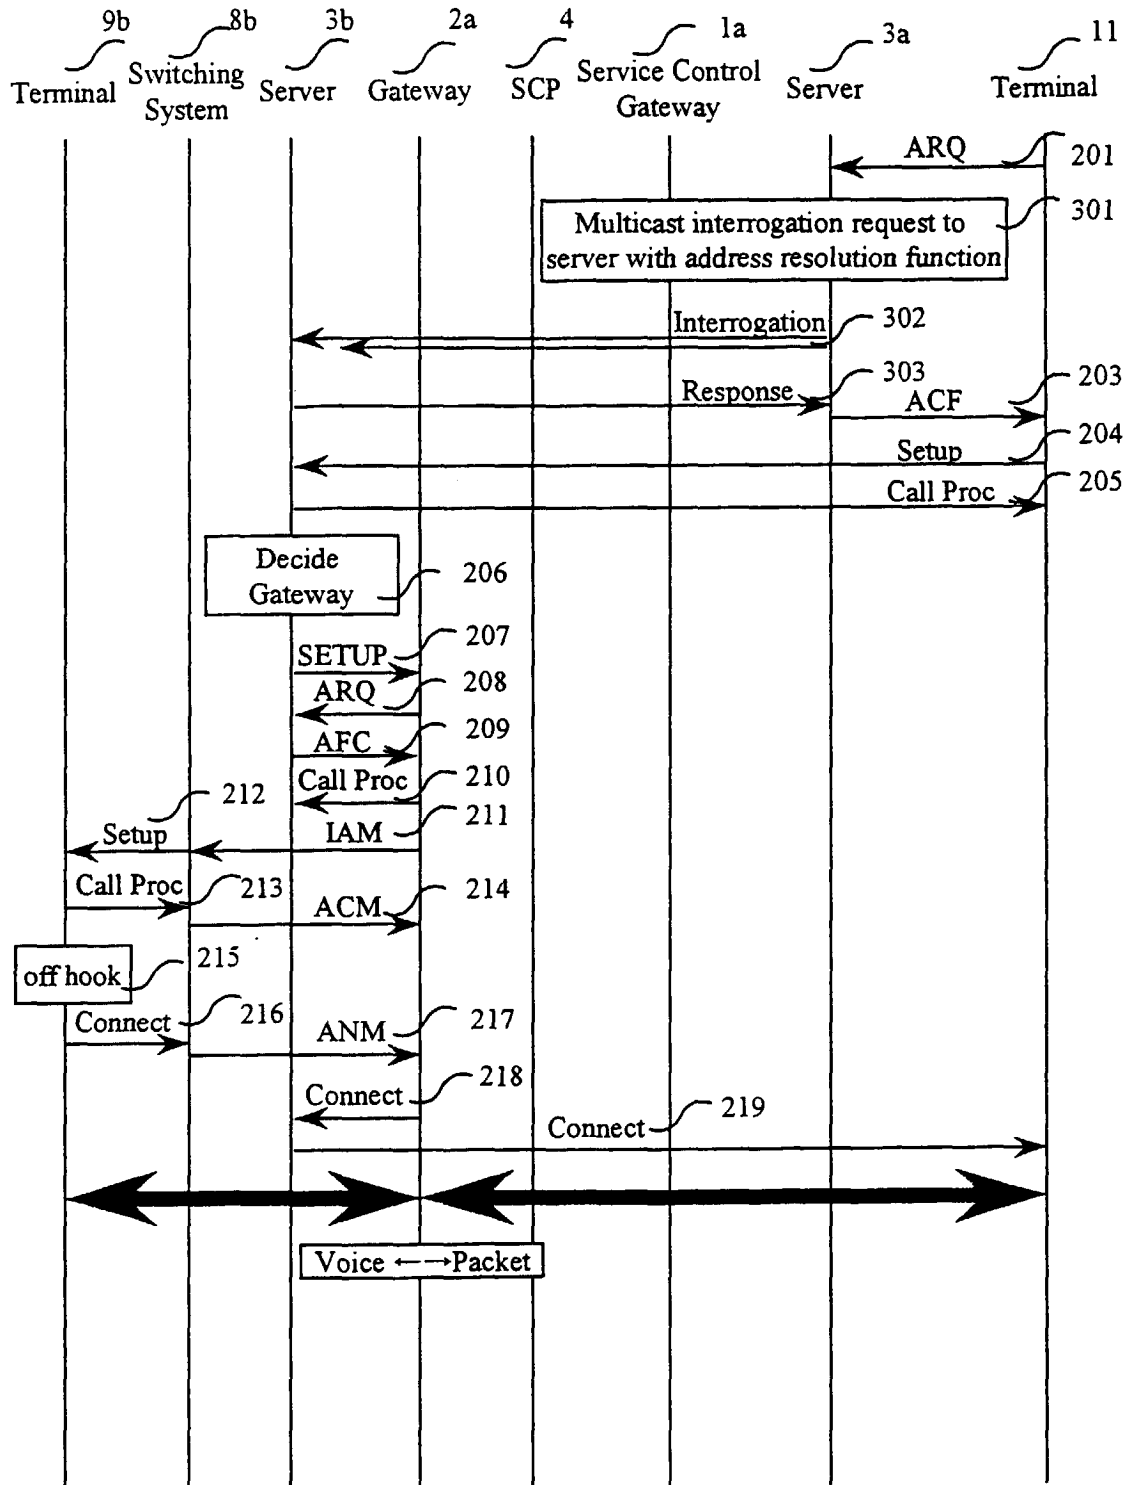 9b 8b 3b 2a 4 1a 3a 11
Terminal
Switching
System
Server
Gateway
SCP
Service Control
Gateway
Server
Terminal
ARQ 201
Multicast interrogation request to
server with address resolution function
301
Interrogation 302
Response 303
ACF 203
Setup 204
Call Proc 205
Decide
Gateway
206
SETUP 207
ARQ 208
AFC 209
Call Proc 210
IAM 211
Setup 212
Call Proc 213
ACM 214
off hook 215
Connect 216
ANM 217
Connect 218
Connect 219
Voice ←--→ Packet